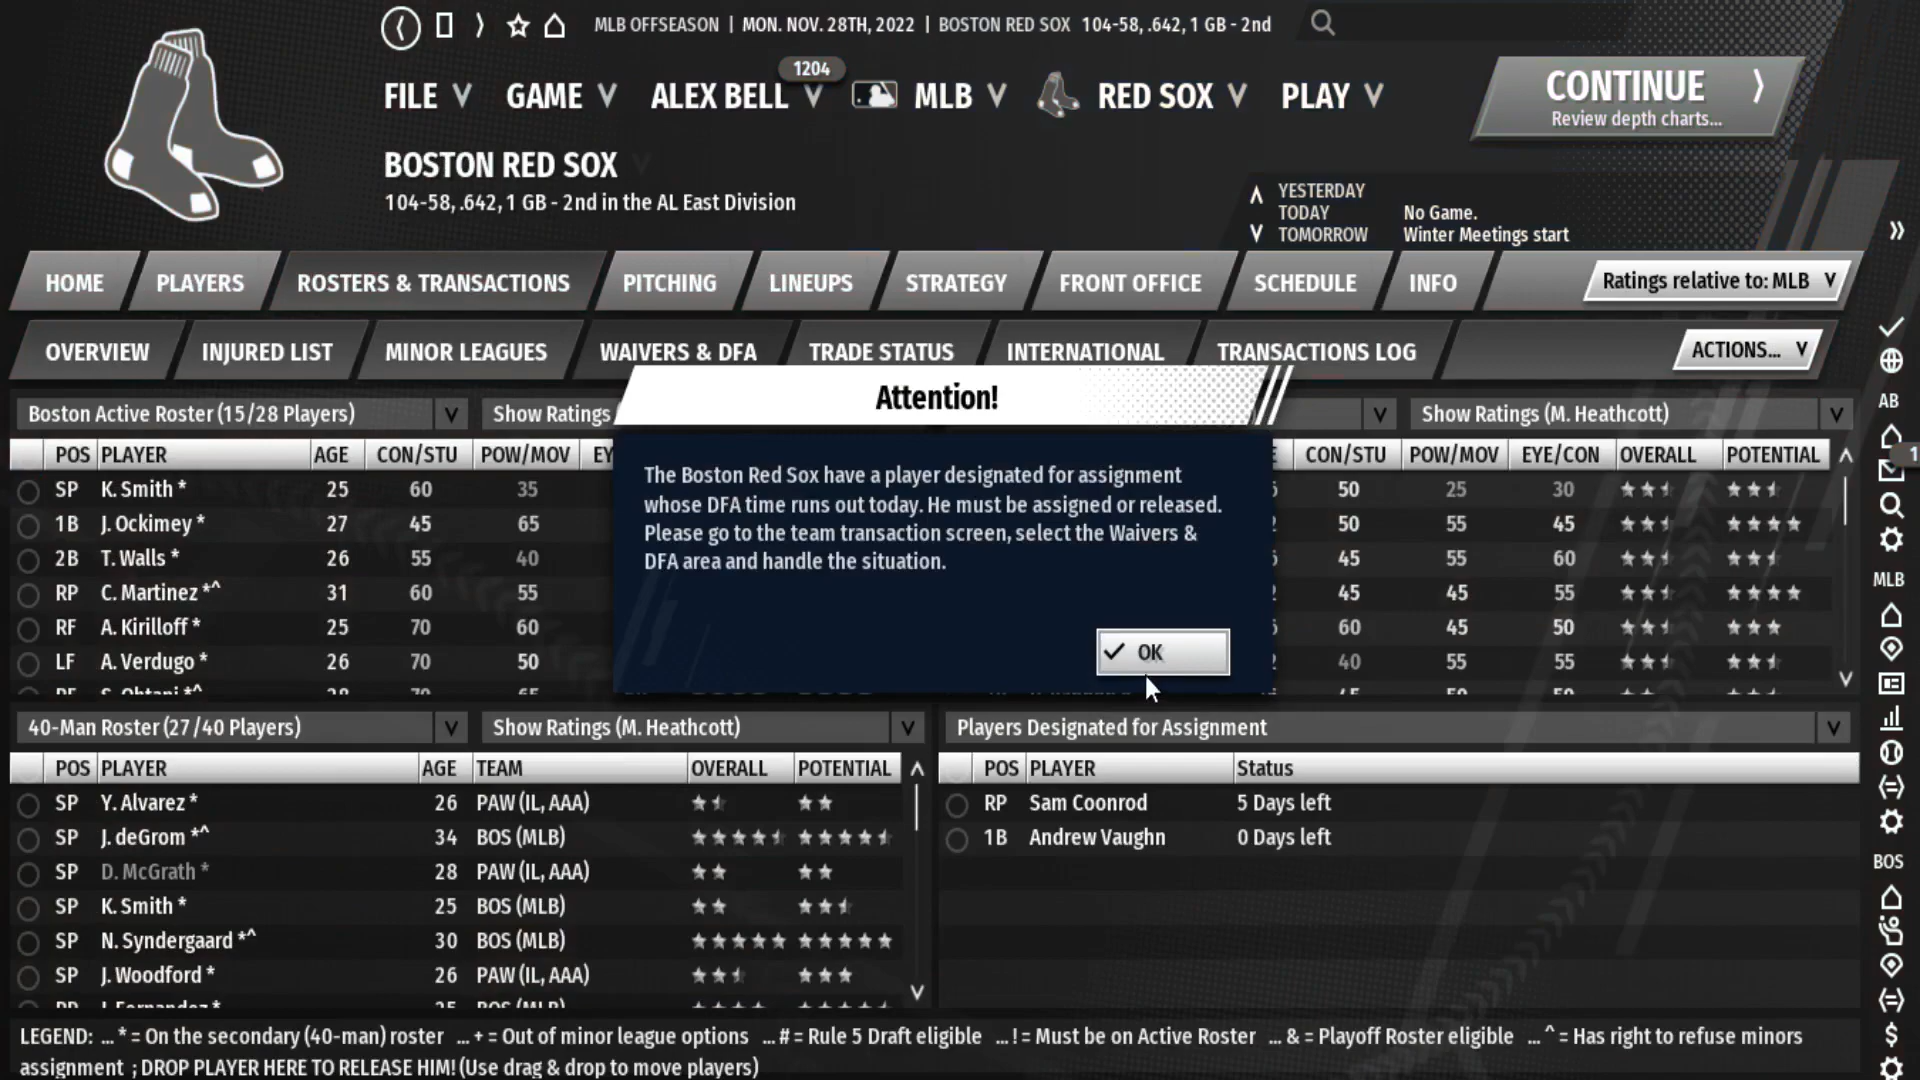 MLB OFFSEASON | MON. NOV. 28TH, 2022 | BOSTON RED SOX 104-58, .642, 1 GB - 2nd
1204
FILE GAME ALEX BELL MLB RED SOX PLAY
CONTINUE
Review depth charts...
BOSTON RED SOX
104-58, .642, 1 GB - 2nd in the AL East Division
YESTERDAY
TODAY No Game.
TOMORROW Winter Meetings start
HOME PLAYERS ROSTERS & TRANSACTIONS PITCHING LINEUPS STRATEGY FRONT OFFICE SCHEDULE INFO Ratings relative to: MLB
OVERVIEW INJURED LIST MINOR LEAGUES WAIVERS & DFA TRADE STATUS INTERNATIONAL TRANSACTIONS LOG ACTIONS...
Attention!
The Boston Red Sox have a player designated for assignment
whose DFA time runs out today. He must be assigned or released.
Please go to the team transaction screen, select the Waivers &
DFA area and handle the situation.
OK
Boston Active Roster (15/28 Players) Show Ratings
POS PLAYER AGE CON/STU POW/MOV
SP K. Smith * 25 60 35
1B J. Ockimey * 27 45 65
2B T. Walls * 26 55 40
RP C. Martinez *^ 31 60 55
RF A. Kirilloff * 25 70 60
LF A. Verdugo * 26 70 50
Show Ratings (M. Heathcott)
CON/STU POW/MOV EYE/CON OVERALL POTENTIAL
50 25 30
50 55 45
45 55 60
45 45 55
60 45 50
40 55 55
40-Man Roster (27/40 Players) Show Ratings (M. Heathcott)
POS PLAYER AGE TEAM OVERALL POTENTIAL
SP Y. Alvarez * 26 PAW (IL, AAA)
SP J. deGrom *^ 34 BOS (MLB)
SP D. McGrath * 28 PAW (IL, AAA)
SP K. Smith * 25 BOS (MLB)
SP N. Syndergaard *^ 30 BOS (MLB)
SP J. Woodford * 26 PAW (IL, AAA)
Players Designated for Assignment
POS PLAYER Status
RP Sam Coonrod 5 Days left
1B Andrew Vaughn 0 Days left
AB
1
MLB
BOS
$
LEGEND: ... * = On the secondary (40-man) roster ... + = Out of minor league options ... # = Rule 5 Draft eligible ... ! = Must be on Active Roster ... & = Playoff Roster eligible ... ^ = Has right to refuse minors
assignment ; DROP PLAYER HERE TO RELEASE HIM! (Use drag & drop to move players)